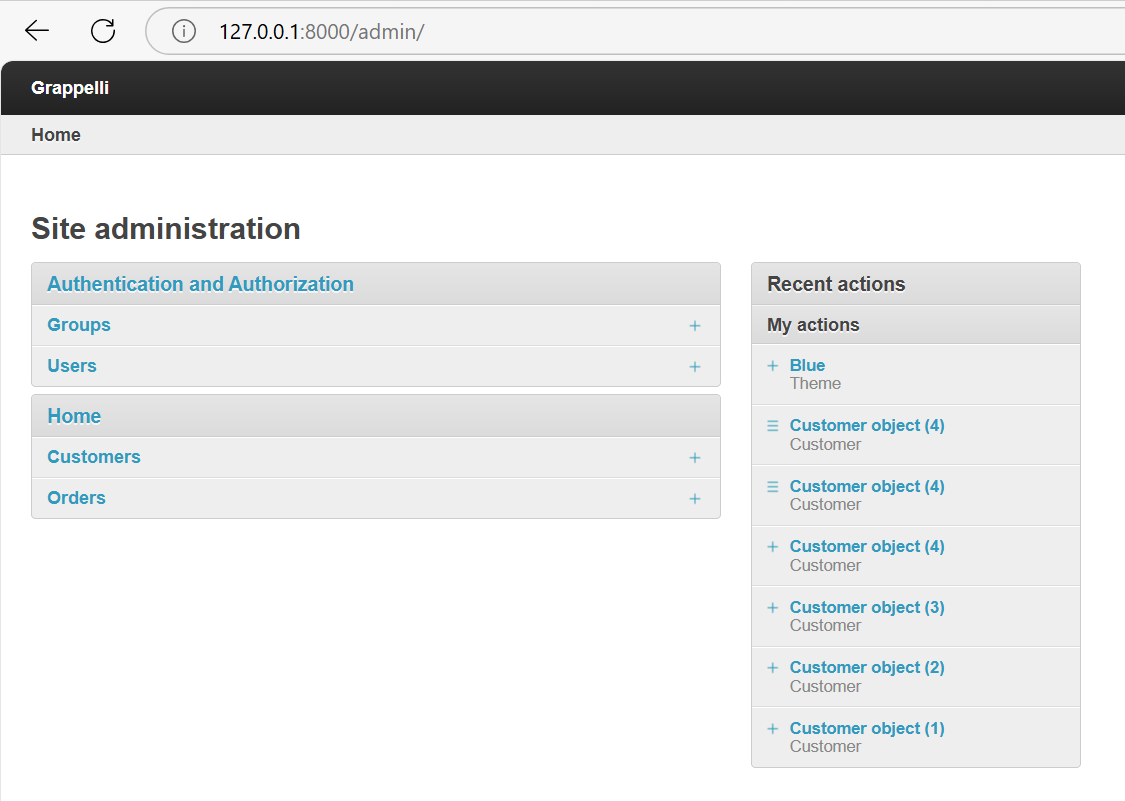 127.0.0.1:8000/admin/
Grappelli
Home
Site administration
Authentication and Authorization
Groups
Users
Home
Customers
Orders
Recent actions
My actions
Blue
Theme
Customer object (4)
Customer
Customer object (4)
Customer
Customer object (4)
Customer
Customer object (3)
Customer
Customer object (2)
Customer
Customer object (1)
Customer